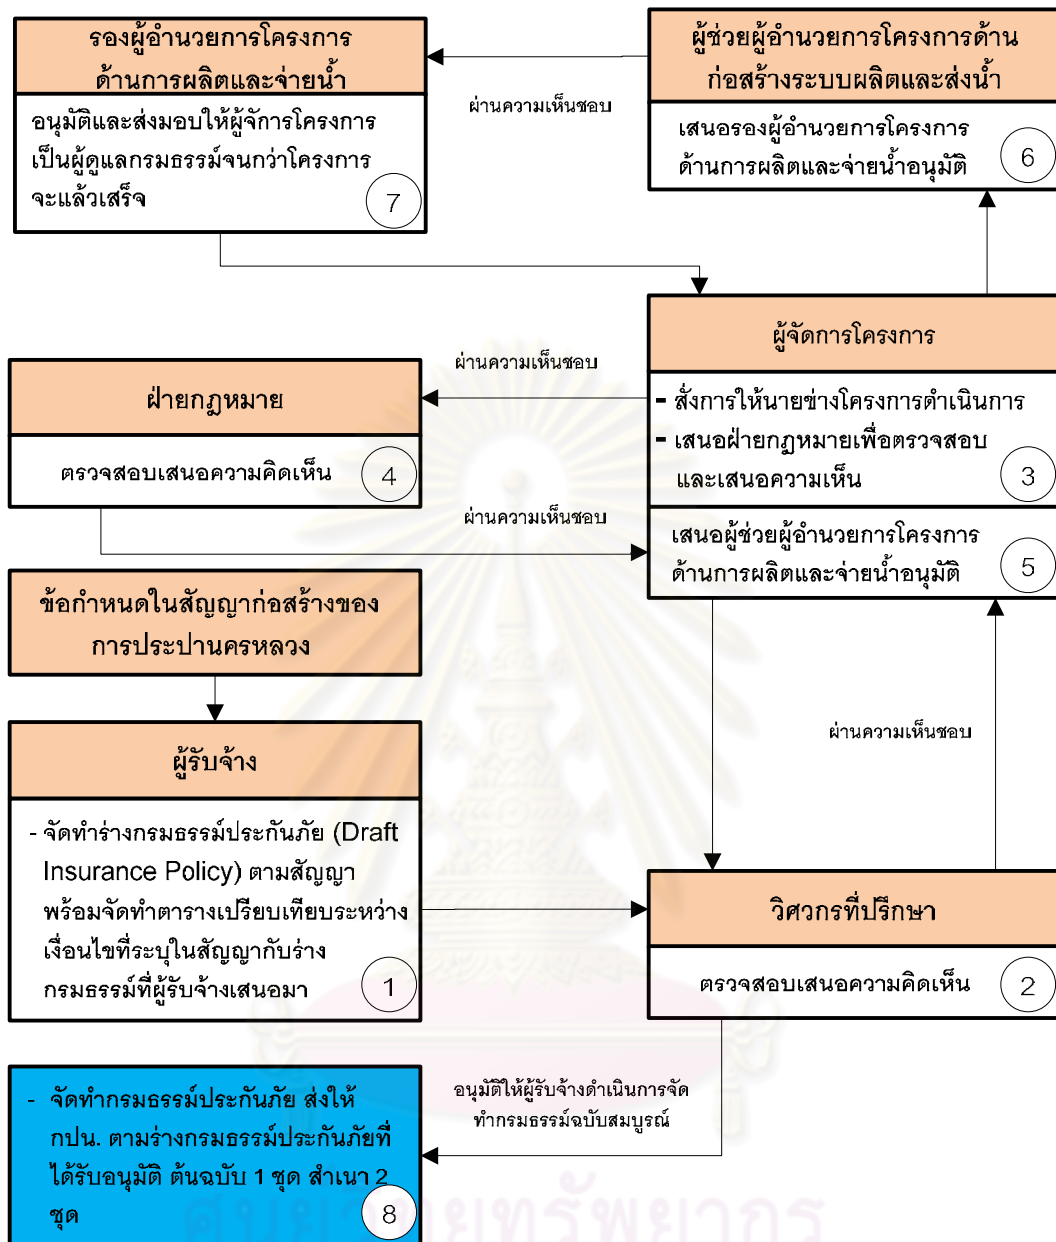 รองผู้อำนวยการโครงการ
ด้านการผลิตและจ่ายน้ำ
อนุมัติและส่งมอบให้ผู้จัการโครงการ
เป็นผู้ดูแลกรมธรรม์จนกว่าโครงการ
จะแล้วเสร็จ
7
ผ่านความเห็นชอบ
ผู้ช่วยผู้อำนวยการโครงการด้าน
ก่อสร้างระบบผลิตและส่งน้ำ
เสนอรองผู้อำนวยการโครงการ
ด้านการผลิตและจ่ายน้ำอนุมัติ
6
ผู้จัดการโครงการ
- สั่งการให้นายช่างโครงการดำเนินการ
- เสนอฝ่ายกฎหมายเพื่อตรวจสอบ
และเสนอความเห็น
3
เสนอผู้ช่วยผู้อำนวยการโครงการ
ด้านการผลิตและจ่ายน้ำอนุมัติ
5
ผ่านความเห็นชอบ
ฝ่ายกฎหมาย
ตรวจสอบเสนอความคิดเห็น
4
ผ่านความเห็นชอบ
ข้อกำหนดในสัญญาก่อสร้างของ
การประปานครหลวง
ผู้รับจ้าง
- จัดทำร่างกรมธรรม์ประกันภัย (Draft
Insurance Policy) ตามสัญญา
พร้อมจัดทำตารางเปรียบเทียบระหว่าง
เงื่อนไขที่ระบุในสัญญากับร่าง
กรมธรรม์ที่ผู้รับจ้างเสนอมา
1
ผ่านความเห็นชอบ
วิศวกรที่ปรึกษา
ตรวจสอบเสนอความคิดเห็น
2
อนุมัติให้ผู้รับจ้างดำเนินการจัด
ทำกรมธรรม์ฉบับสมบูรณ์
- จัดทำกรมธรรม์ประกันภัย ส่งให้
กปน. ตามร่างกรมธรรม์ประกันภัยที่
ได้รับอนุมัติ ต้นฉบับ 1 ชุด สำเนา 2
ชุด
8
ศูนย์วิทยทรัพยากร